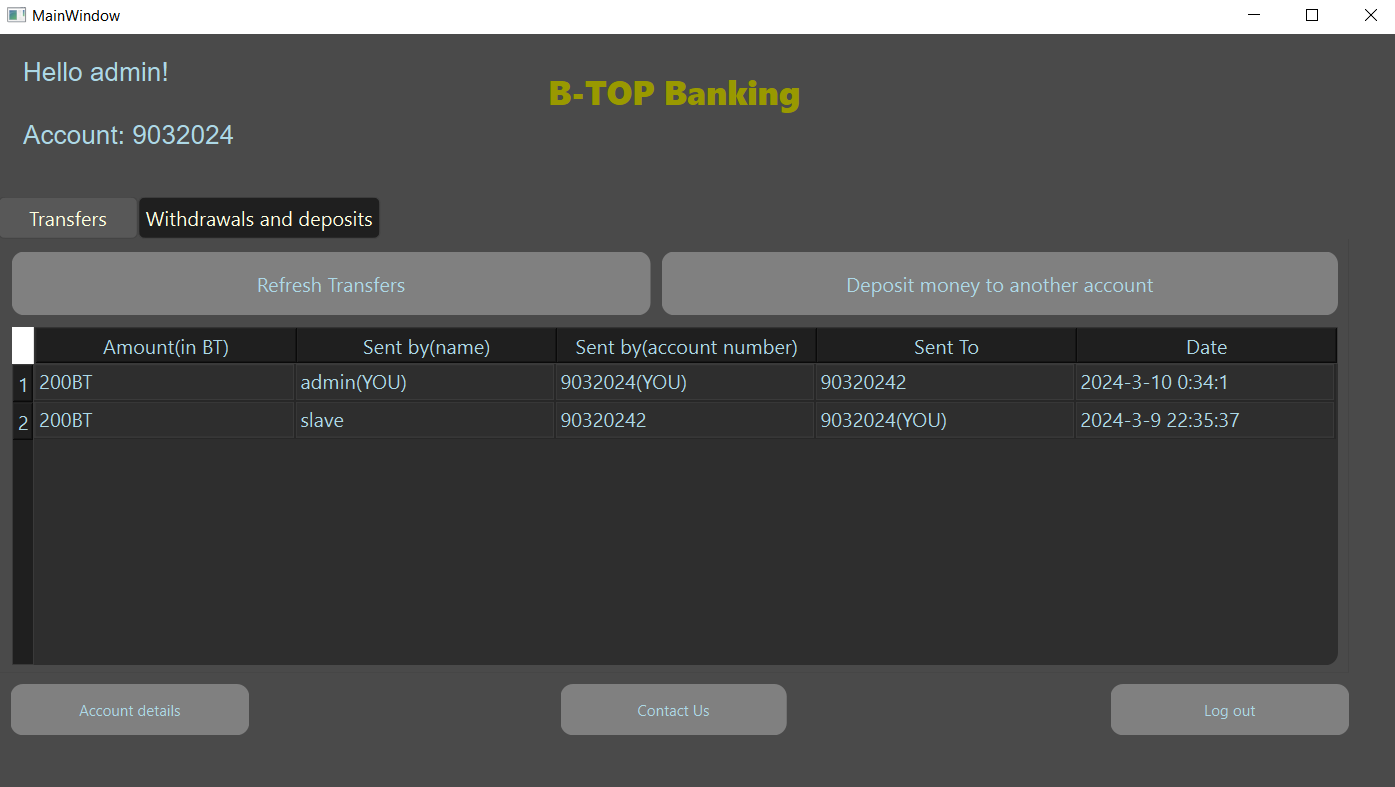 MainWindow
Hello admin!
B-TOP Banking
Account: 9032024
Transfers Withdrawals and deposits
Refresh Transfers Deposit money to another account
Amount(in BT) Sent by(name) Sent by(account number) Sent To Date
1 200BT admin(YOU) 9032024(YOU) 90320242 2024-3-10 0:34:1
2 200BT slave 90320242 9032024(YOU) 2024-3-9 22:35:37
Account details Contact Us Log out